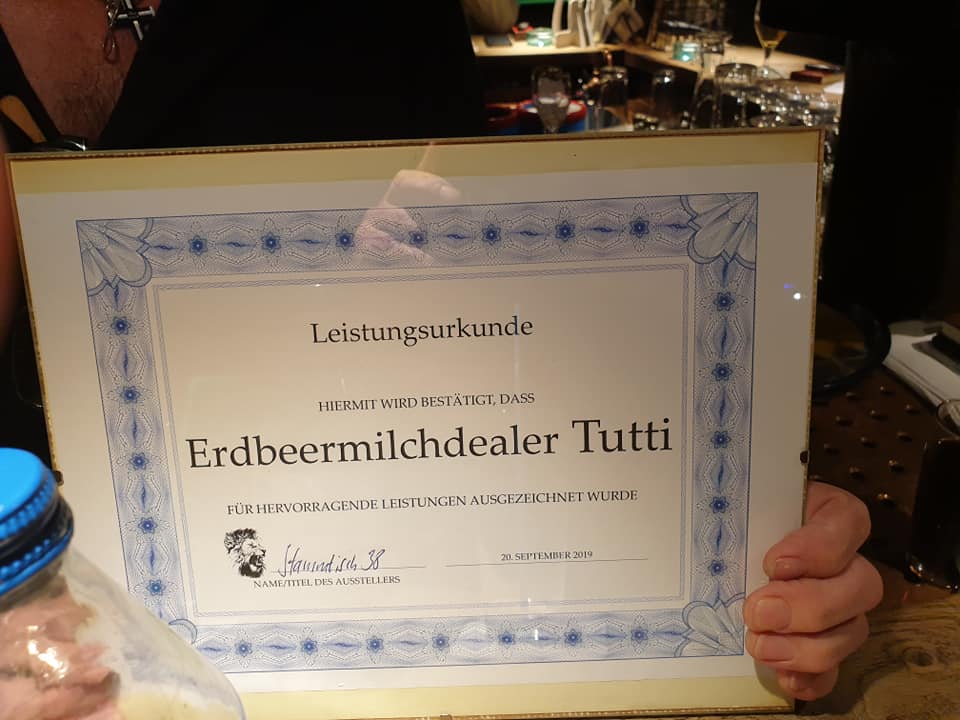 Leistungsurkunde
HIERMIT WIRD BESTÄTIGT, DASS
Erdbeermilchdealer Tutti
FÜR HERVORRAGENDE LEISTUNGEN AUSGEZEICHNET WURDE
Stammtisch 38
20. SEPTEMBER 2019
NAME/TITEL DES AUSSTELLERS